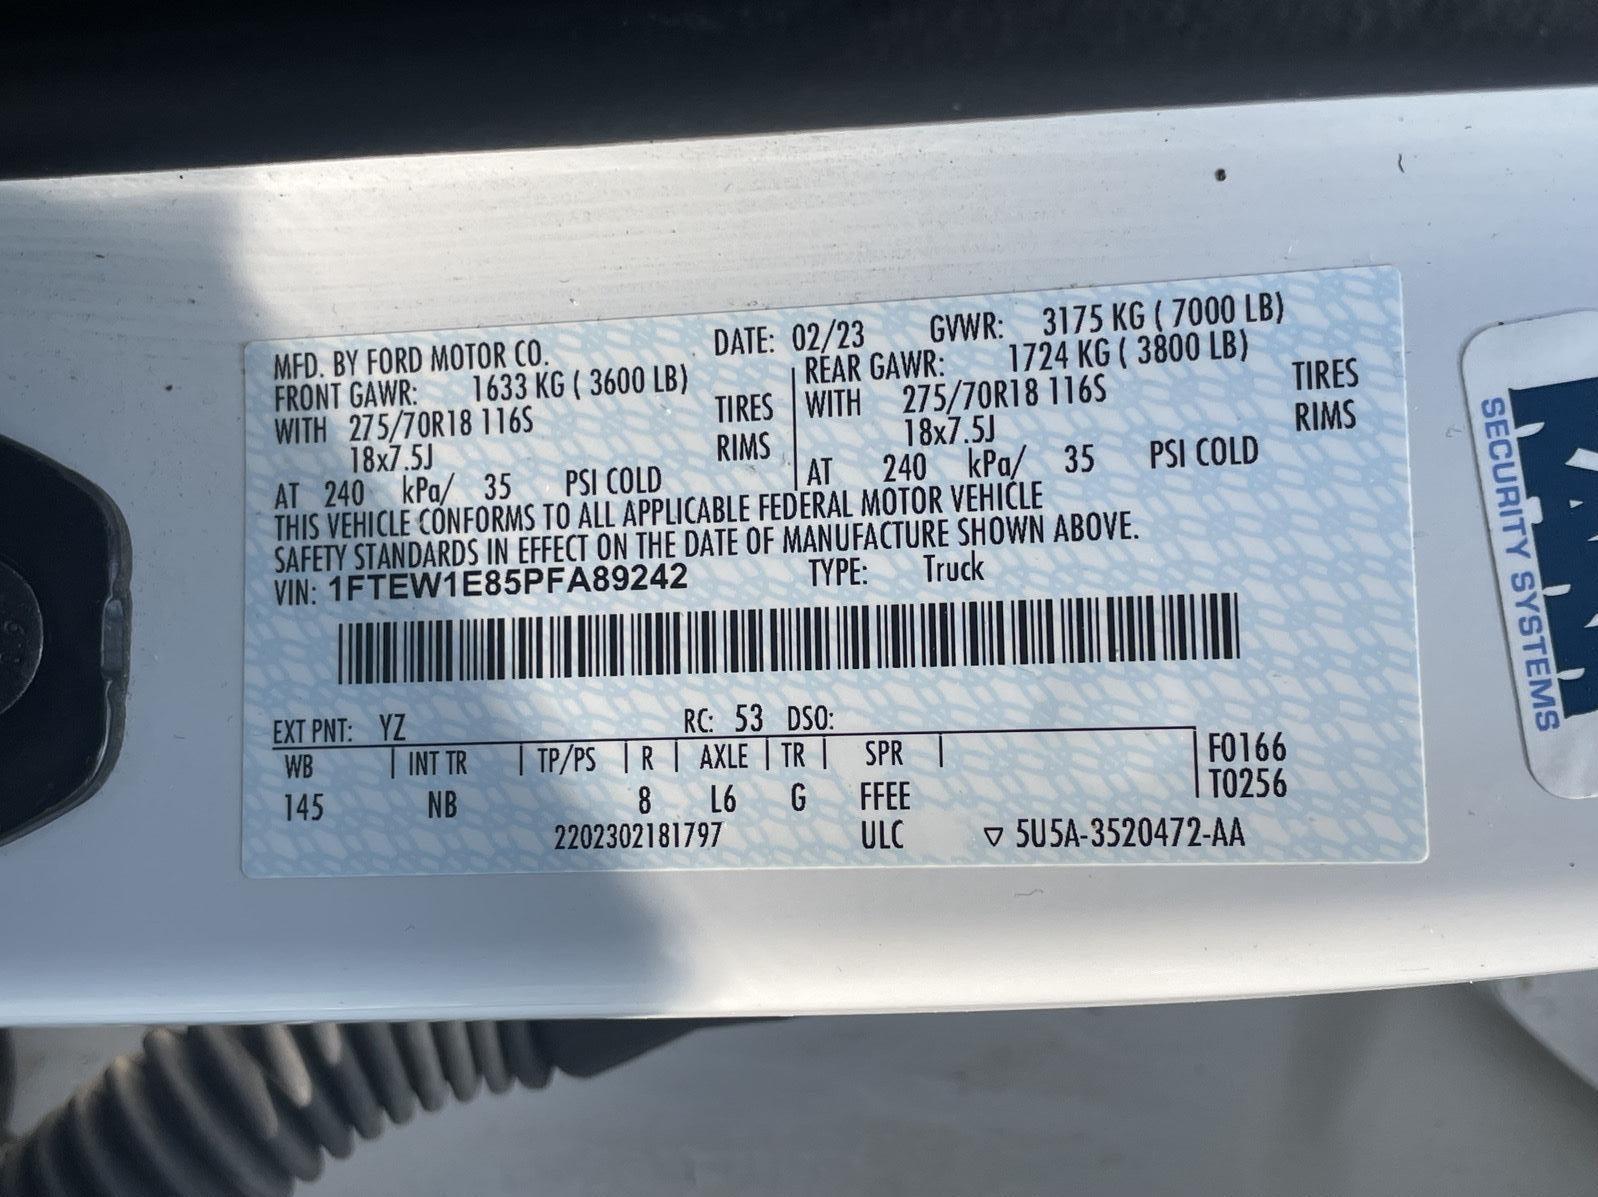 MFD. BY FORD MOTOR CO. DATE: 02/23 GVWR: 3175 KG ( 7000 LB)
FRONT GAWR: 1633 KG ( 3600 LB) REAR GAWR: 1724 KG ( 3800 LB)
WITH 275/70R18 116S TIRES WITH 275/70R18 116S TIRES
18x7.5J RIMS 18x7.5J RIMS
AT 240 kPa/ 35 PSI COLD AT 240 kPa/ 35 PSI COLD
THIS VEHICLE CONFORMS TO ALL APPLICABLE FEDERAL MOTOR VEHICLE
SAFETY STANDARDS IN EFFECT ON THE DATE OF MANUFACTURE SHOWN ABOVE.
VIN: 1FTEW1E85PFA89242 TYPE: Truck
EXT PNT: YZ RC: 53 DSO:
WB INT TR TP/PS R AXLE TR SPR F0166
145 NB 8 L6 G FFEE T0256
2202302181797 ULC ▽ 5U5A-3520472-AA
SECURITY SYSTEMS